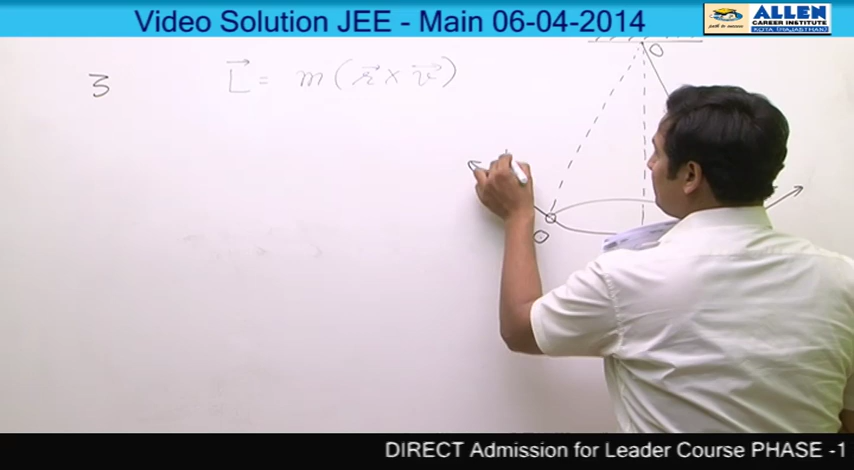 Video Solution JEE - Main 06-04-2014
ALLEN
CAREER INSTITUTE
KOTA (RAJASTHAN)
3
L⃗ = m (r⃗ × v⃗)
O
O
DIRECT Admission for Leader Course PHASE -1